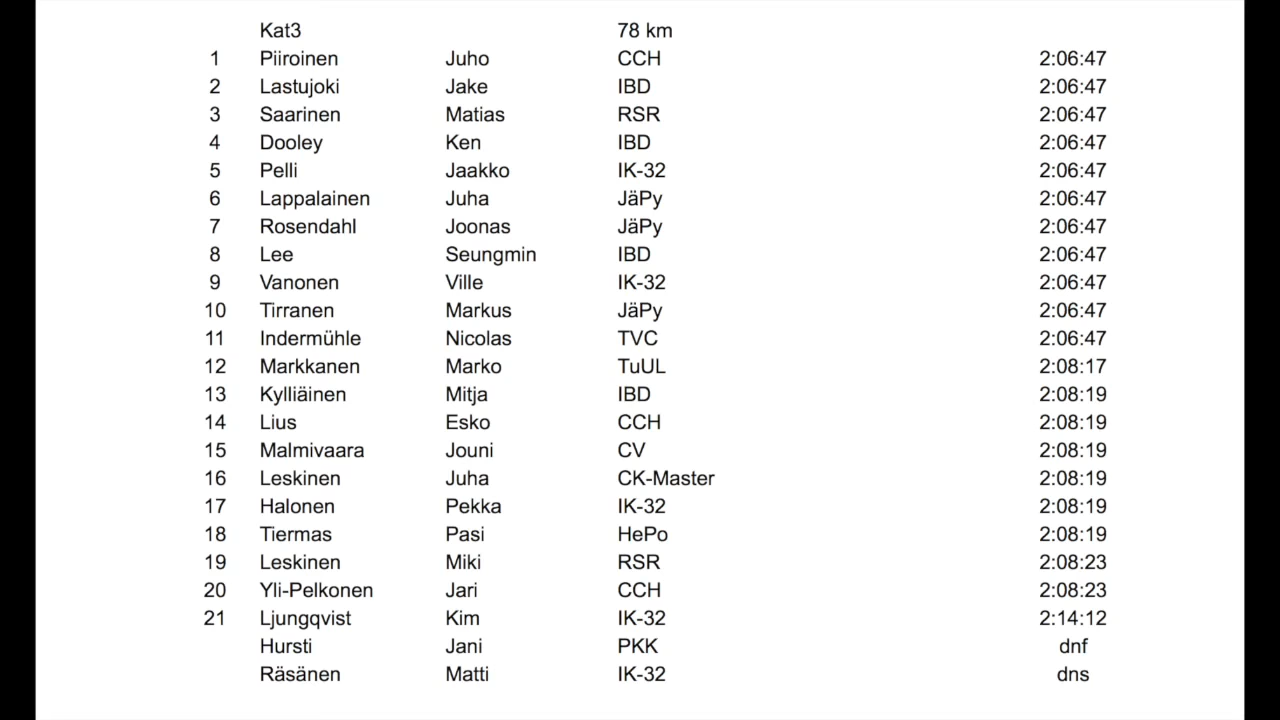 Kat3 78 km
1 Piiroinen Juho CCH 2:06:47
2 Lastujoki Jake IBD 2:06:47
3 Saarinen Matias RSR 2:06:47
4 Dooley Ken IBD 2:06:47
5 Pelli Jaakko IK-32 2:06:47
6 Lappalainen Juha JäPy 2:06:47
7 Rosendahl Joonas JäPy 2:06:47
8 Lee Seungmin IBD 2:06:47
9 Vanonen Ville IK-32 2:06:47
10 Tirranen Markus JäPy 2:06:47
11 Indermühle Nicolas TVC 2:06:47
12 Markkanen Marko TuUL 2:08:17
13 Kylliäinen Mitja IBD 2:08:19
14 Lius Esko CCH 2:08:19
15 Malmivaara Jouni CV 2:08:19
16 Leskinen Juha CK-Master 2:08:19
17 Halonen Pekka IK-32 2:08:19
18 Tiermas Pasi HePo 2:08:19
19 Leskinen Miki RSR 2:08:23
20 Yli-Pelkonen Jari CCH 2:08:23
21 Ljungqvist Kim IK-32 2:14:12
Hursti Jani PKK dnf
Räsänen Matti IK-32 dns